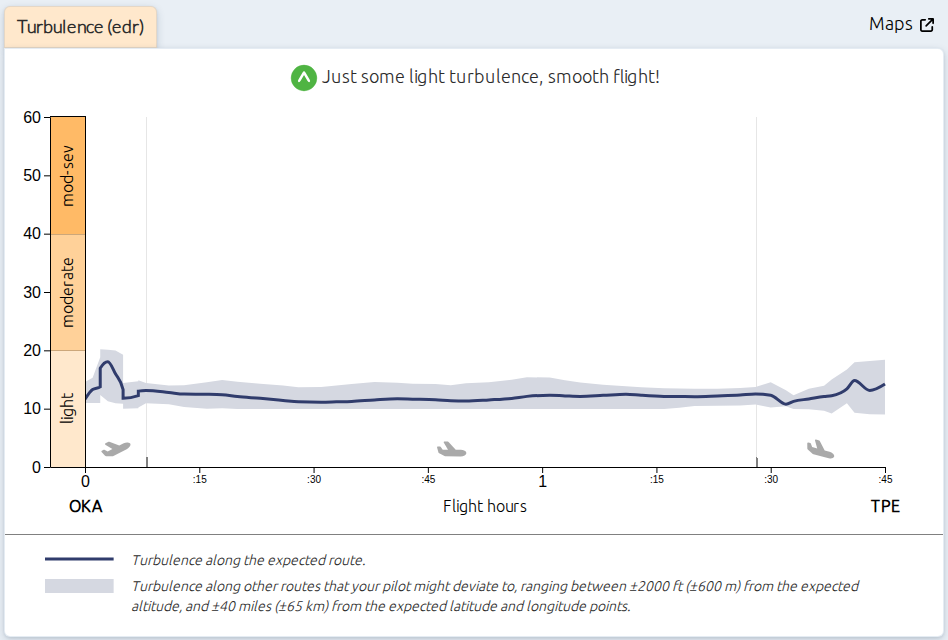 Turbulence (edr)
Maps
Just some light turbulence, smooth flight!
60
50
40
30
20
10
0
mod-sev
moderate
light
0 :15 :30 :45 1 :15 :30 :45
OKA Flight hours TPE
Turbulence along the expected route.
Turbulence along other routes that your pilot might deviate to, ranging between ±2000 ft (±600 m) from the expected
altitude, and ±40 miles (±65 km) from the expected latitude and longitude points.